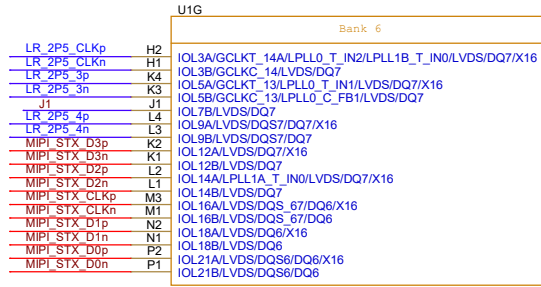 U1G
Bank 6
LR_2P5_CLKp H2 IOL3A/GCLKT_14A/LPLL0_T_IN2/LPLL1B_T_IN0/LVDS/DQ7/X16
LR_2P5_CLKn H1 IOL3B/GCLKC_14/LVDS/DQ7
LR_2P5_3p K4 IOL5A/GCLKT_13/LPLL0_T_IN1/LVDS/DQ7/X16
LR_2P5_3n K3 IOL5B/GCLKC_13/LPLL0_C_FB1/LVDS/DQ7
J1 J1 IOL7B/LVDS/DQ7
LR_2P5_4p L4 IOL9A/LVDS/DQS7/DQ7/X16
LR_2P5_4n L3 IOL9B/LVDS/DQS7/DQ7
MIPI_STX_D3p K2 IOL12A/LVDS/DQ7/X16
MIPI_STX_D3n K1 IOL12B/LVDS/DQ7
MIPI_STX_D2p L2 IOL14A/LPLL1A_T_IN0/LVDS/DQ7/X16
MIPI_STX_D2n L1 IOL14B/LVDS/DQ7
MIPI_STX_CLKp M3 IOL16A/LVDS/DQS_67/DQ6/X16
MIPI_STX_CLKn M1 IOL16B/LVDS/DQS_67/DQ6
MIPI_STX_D1p N2 IOL18A/LVDS/DQ6/X16
MIPI_STX_D1n N1 IOL18B/LVDS/DQ6
MIPI_STX_D0p P2 IOL21A/LVDS/DQS6/DQ6/X16
MIPI_STX_D0n P1 IOL21B/LVDS/DQS6/DQ6